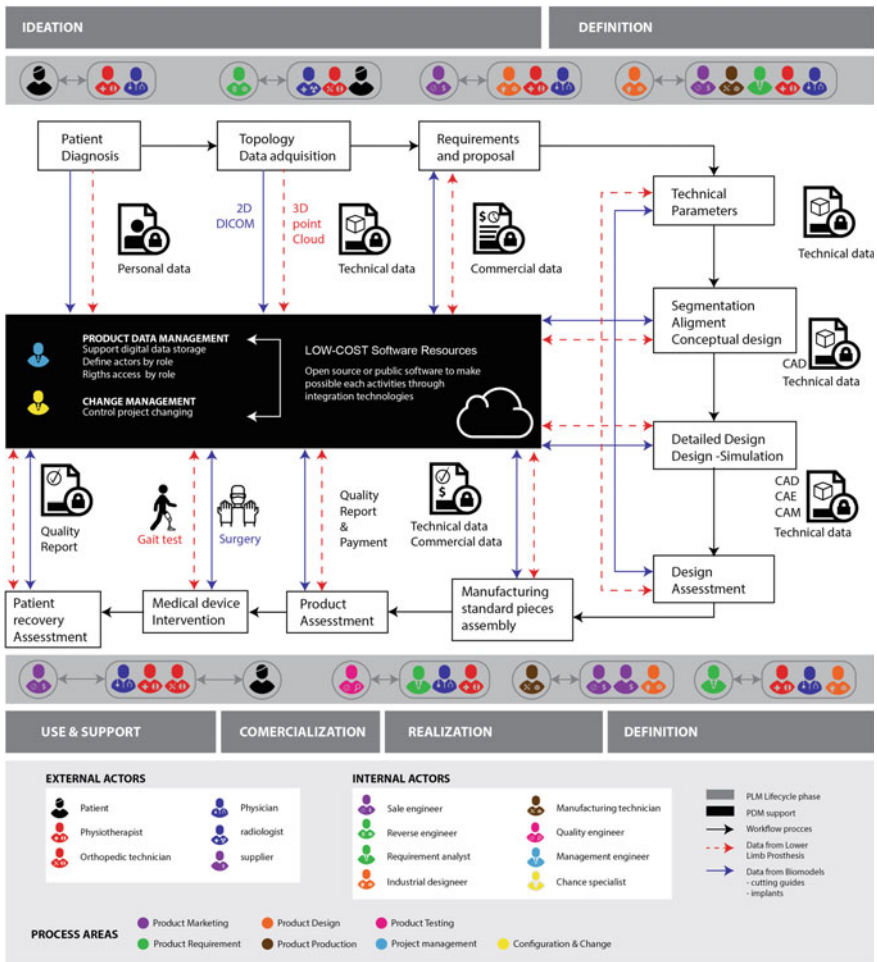 IDEATION
DEFINITION
Patient
Diagnosis
Topology
Data adquisition
Requirements
and proposal
Technical
Parameters
2D
DICOM
3D
point
Cloud
Personal data
Technical data
$
Commercial data
Technical data
Segmentation
Aligment
Conceptual design
CAD
Technical data
PRODUCT DATA MANAGEMENT
Support digital data storage
Define actors by role
Rigths access by role
CHANGE MANAGEMENT
Control project changing
LOW-COST Software Resources
Open source or public software to make
possible each activities through
integration technologies
Detailed Design
Design -Simulation
CAD
CAE
CAM
Technical data
Quality
Report
Gait test
Surgery
Quality
Report
&
Payment
$
Technical data
Commercial data
Design
Assesstment
Patient
recovery
Assesstment
Medical device
Intervention
Product
Assesstment
Manufacturing
standard pieces
assembly
USE & SUPPORT
COMERCIALIZATION
REALIZATION
DEFINITION
EXTERNAL ACTORS
Patient
Physiotherapist
Orthopedic technician
Physician
radiologist
supplier
INTERNAL ACTORS
Sale engineer
Reverse engineer
Requirement analyst
Industrial designeer
Manufacturing technician
Quality engineer
Management engineer
Chance specialist
PLM Lifecycle phase
PDM support
Workflow procces
Data from Lower
Limb Prosthesis
Data from Biomodels
- cutting guides
- implants
PROCESS AREAS
Product Marketing
Product Design
Product Testing
Product Requirement
Product Production
Project management
Configuration & Change